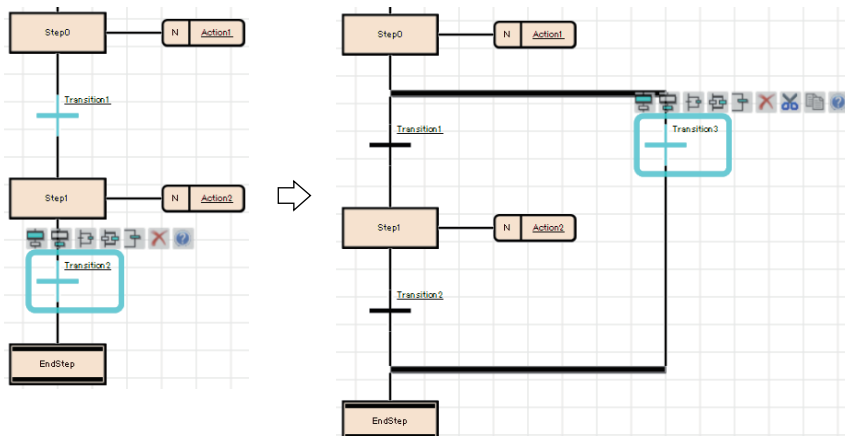 Step0
N Action1
Transition1
Step1
N Action2
Transition2
EndStep
Step0
N Action1
Transition1
Transition3
Step1
N Action2
Transition2
EndStep